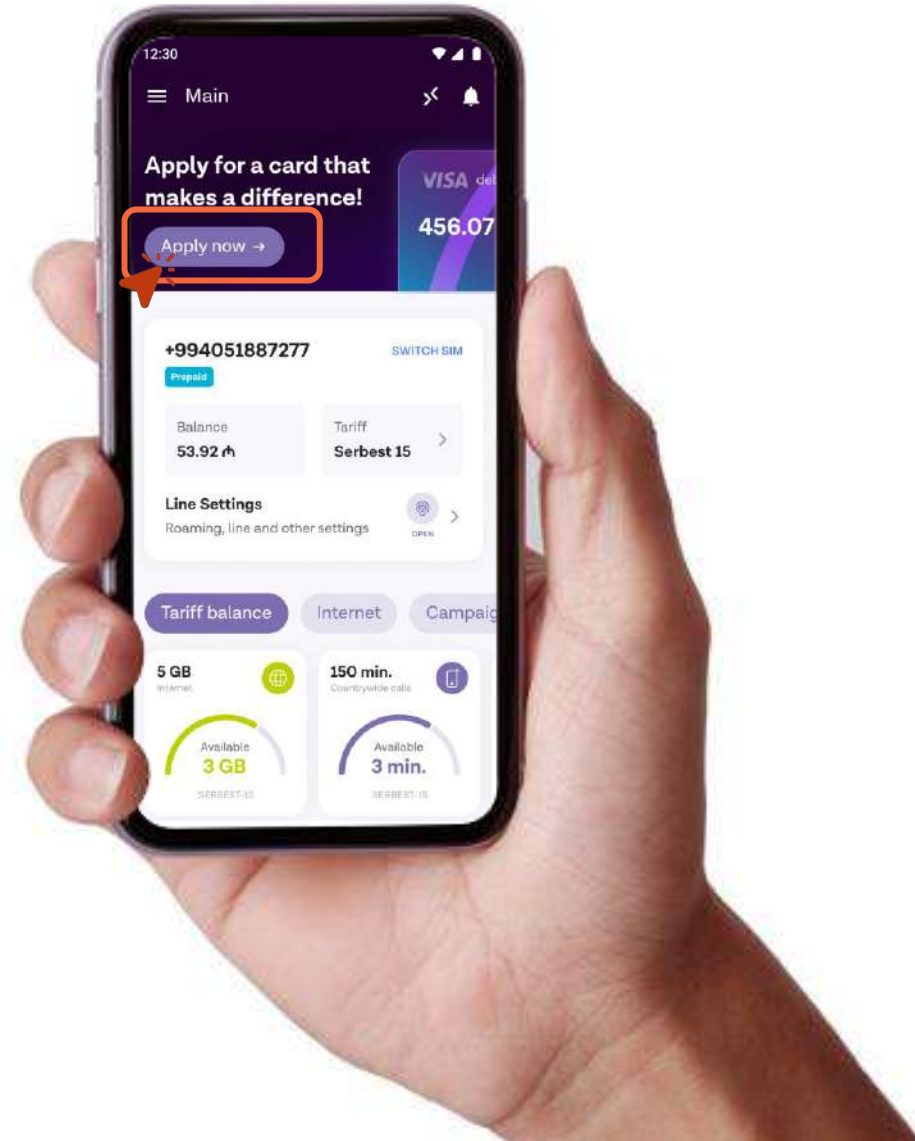 12:30
Main
Apply for a card that
makes a difference!
VISA
456.07
Apply now →
+994051887277
SWITCH SIM
Prepaid
Balance
Tariff
53.92 ₼
Serbest 15
Line Settings
Roaming, line and other settings
OPEN
Tariff balance
Internet
5 GB
150 min.
Internet
Countrywide calls
Available
Available
3 GB
3 min.
SERBEST-15
SERBEST-15